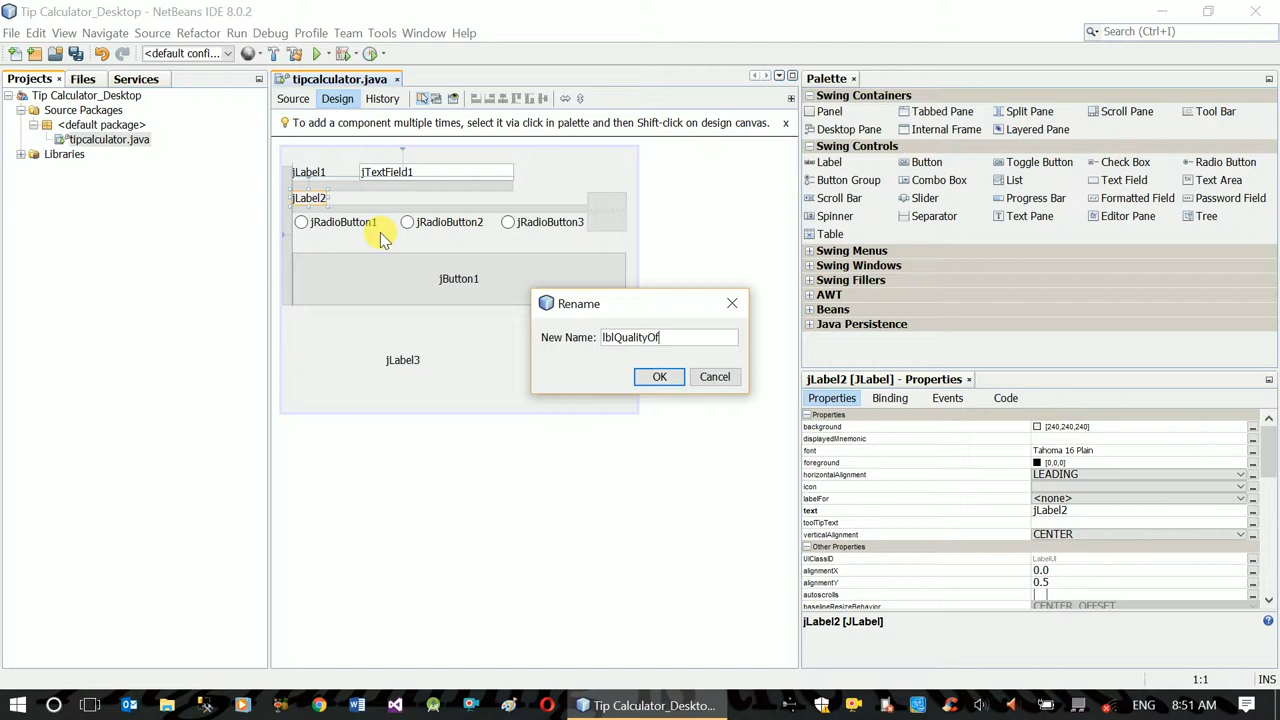 Tip Calculator_Desktop - NetBeans IDE 8.0.2
File Edit View Navigate Source Refactor Run Debug Profile Team Tools Window Help
Search (Ctrl+I)
<default confi...
Projects Files Services
Tip Calculator_Desktop
Source Packages
<default package>
tipcalculator.java
Libraries
tipcalculator.java
Source Design History
To add a component multiple times, select it via click in palette and then Shift-click on design canvas.
jLabel1 jTextField1
jLabel2
jRadioButton1 jRadioButton2 jRadioButton3
jButton1
jLabel3
Rename
New Name: lblQualityOf
OK Cancel
Palette
Swing Containers
Panel Tabbed Pane Split Pane Scroll Pane Tool Bar
Desktop Pane Internal Frame Layered Pane
Swing Controls
Label Button Toggle Button Check Box Radio Button
Button Group Combo Box List Text Field Text Area
Scroll Bar Slider Progress Bar Formatted Field Password Field
Spinner Separator Text Pane Editor Pane Tree
Table
Swing Menus
Swing Windows
Swing Fillers
AWT
Beans
Java Persistence
jLabel2 [JLabel] - Properties
Properties Binding Events Code
Properties
background [240,240,240]
displayedMnemonic
font Tahoma 16 Plain
foreground [0,0,0]
horizontalAlignment LEADING
icon
labelFor <none>
text jLabel2
toolTipText
verticalAlignment CENTER
Other Properties
UIClassID LabelUI
alignmentX 0.0
alignmentY 0.5
autoscrolls
baselineResizeBehavior CENTER_OFFSET
jLabel2 [JLabel]
1:1 INS
Tip Calculator_Deskto...
ENG 8:51 AM